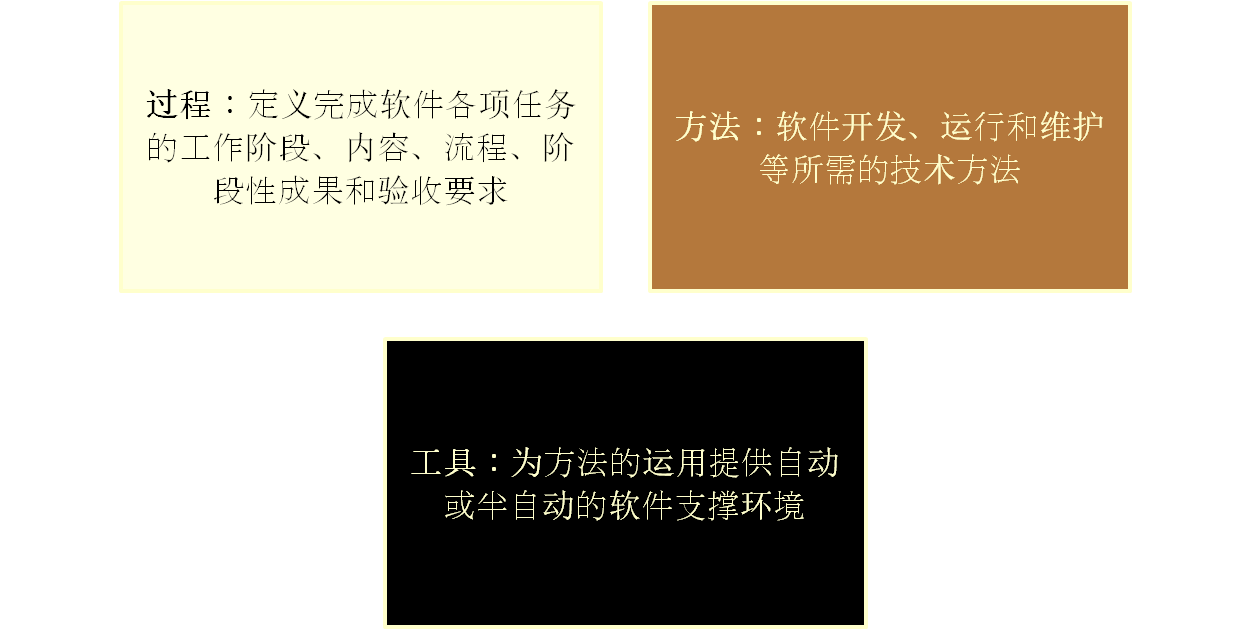 过程：定义完成软件各项任务
的工作阶段、内容、流程、阶
段性成果和验收要求
方法：软件开发、运行和维护
等所需的技术方法
工具：为方法的运用提供自动
或半自动的软件支撑环境